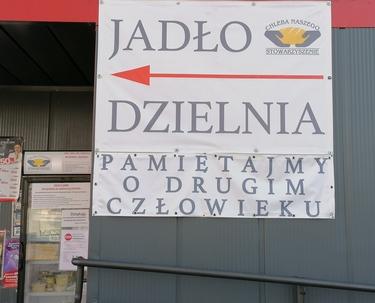 JADŁO
CHLEBA NASZEGO
STOWARZYSZENIE
DZIELNIA
PAMIĘTAJMY
O DRUGIM
CZŁOWIEKU